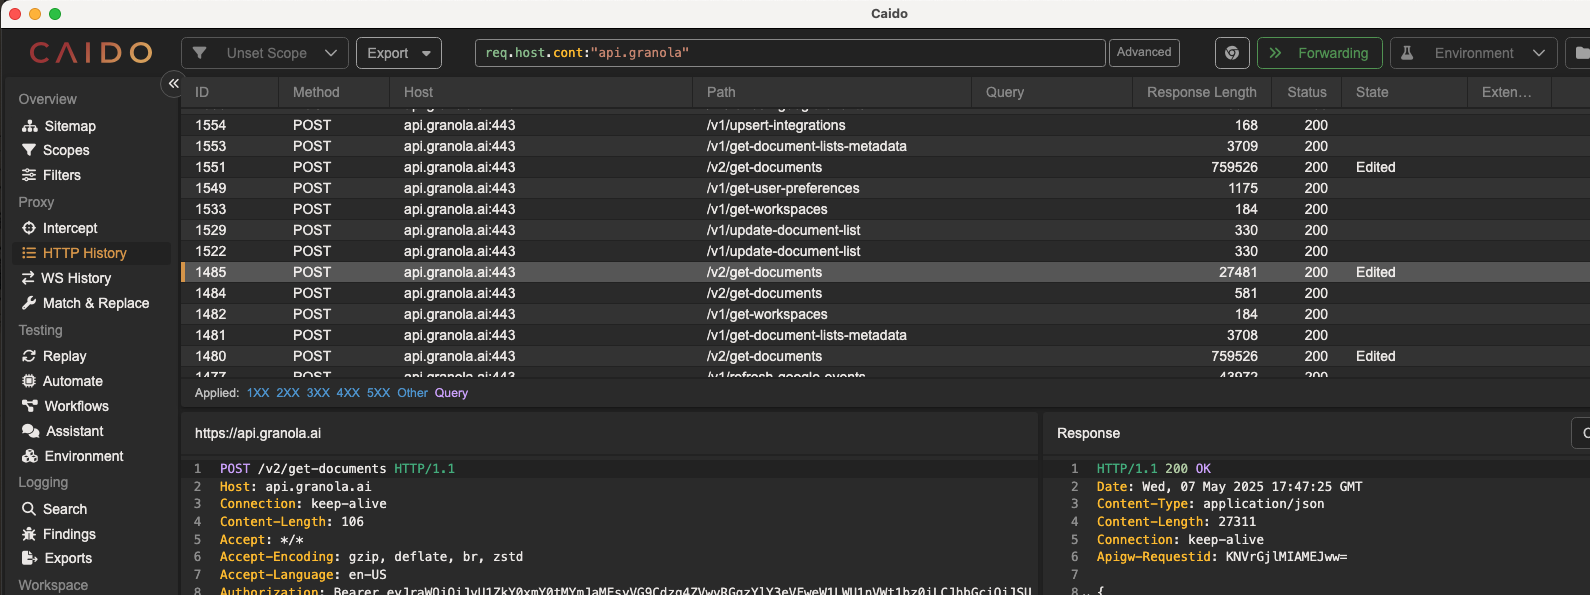 Caido
CAIDO Unset Scope Export req.host.cont:"api.granola" Advanced Forwarding Environment
Overview
Sitemap
Scopes
Filters
Proxy
Intercept
HTTP History
WS History
Match & Replace
Testing
Replay
Automate
Workflows
Assistant
Environment
Logging
Search
Findings
Exports
Workspace
ID Method Host Path Query Response Length Status State Exten...
1554 POST api.granola.ai:443 /v1/upsert-integrations 168 200
1553 POST api.granola.ai:443 /v1/get-document-lists-metadata 3709 200
1551 POST api.granola.ai:443 /v2/get-documents 759526 200 Edited
1549 POST api.granola.ai:443 /v1/get-user-preferences 1175 200
1533 POST api.granola.ai:443 /v1/get-workspaces 184 200
1529 POST api.granola.ai:443 /v1/update-document-list 330 200
1522 POST api.granola.ai:443 /v1/update-document-list 330 200
1485 POST api.granola.ai:443 /v2/get-documents 27481 200 Edited
1484 POST api.granola.ai:443 /v2/get-documents 581 200
1482 POST api.granola.ai:443 /v1/get-workspaces 184 200
1481 POST api.granola.ai:443 /v1/get-document-lists-metadata 3708 200
1480 POST api.granola.ai:443 /v2/get-documents 759526 200 Edited
1477 POST api.granola.ai:443 /v1/refresh-google-events 43972 200
Applied: 1XX 2XX 3XX 4XX 5XX Other Query
https://api.granola.ai
1 POST /v2/get-documents HTTP/1.1
2 Host: api.granola.ai
3 Connection: keep-alive
4 Content-Length: 106
5 Accept: */*
6 Accept-Encoding: gzip, deflate, br, zstd
7 Accept-Language: en-US
8 Authorization: Bearer
Response
1 HTTP/1.1 200 OK
2 Date: Wed, 07 May 2025 17:47:25 GMT
3 Content-Type: application/json
4 Content-Length: 27311
5 Connection: keep-alive
6 Apigw-Requestid: KNVrGjlMIAMEJww=
7
8 {